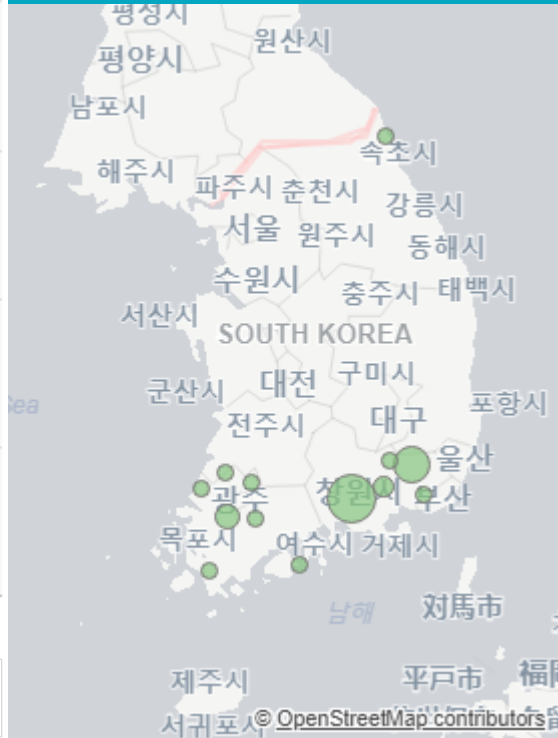 평성시
원산시
평양시
남포시
속초시
해주시
파주시 춘천시
강릉시
서울 원주시
동해시
수원시
태백시
충주시
서산시
SOUTH KOREA
구미시
대전
군산시
포항시
Sea
대구
전주시
울산
창원시
부산
광주
목포시
여수시 거제시
対馬市
남해
平戸市
福岡
제주시
서귀포시
© OpenStreetMap contributors